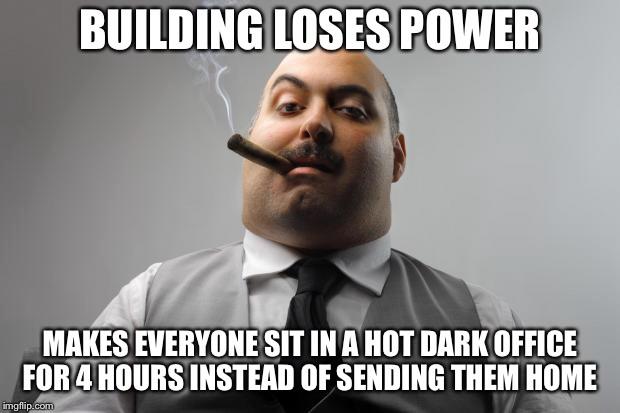 BUILDING LOSES POWER
MAKES EVERYONE SIT IN A HOT DARK OFFICE
FOR 4 HOURS INSTEAD OF SENDING THEM HOME
imgflip.com